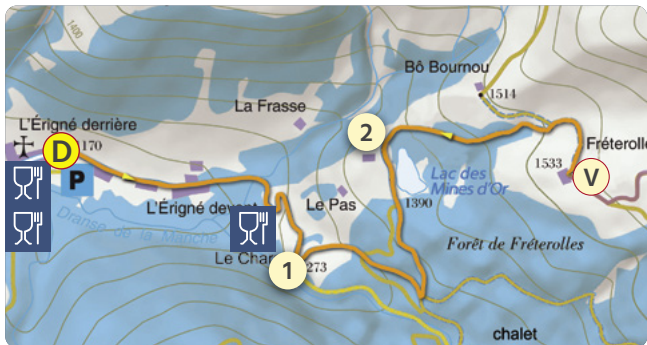 1400
Bô Bournou
1514
La Frasse
L'Érigné derrière
D
170
P
2
Fréterolle
1533
V
Lac des
Mines d'Or
1390
L'Érigné devant
Le Pas
Dranse de la Manche
Forêt de Fréterolles
Le Char
1
273
chalet